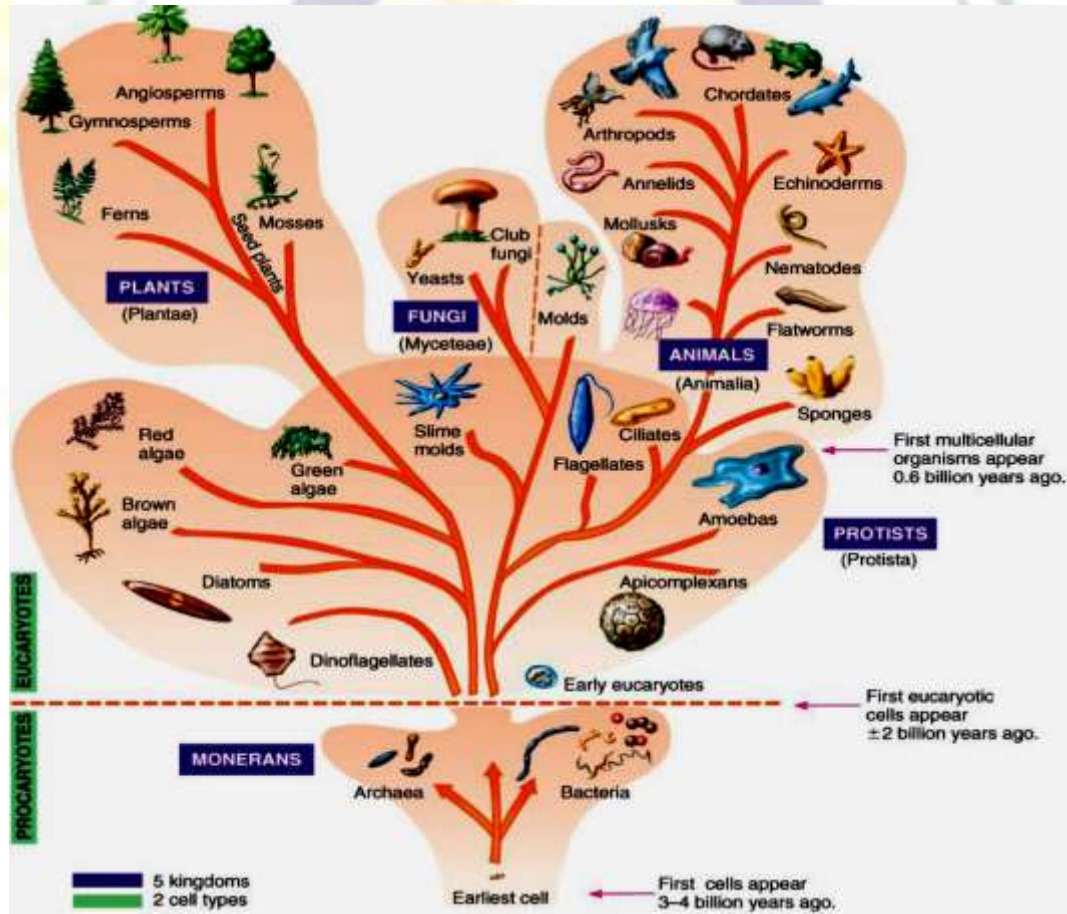 Angiosperms
Gymnosperms
Ferns
Mosses
Seed plants
PLANTS
(Plantae)
Yeasts
Club
fungi
FUNGI
(Myceteae)
Molds
Chordates
Arthropods
Annelids
Echinoderms
Mollusks
Nematodes
Flatworms
ANIMALS
(Animalia)
Sponges
Red
algae
Green
algae
Brown
algae
Slime
molds
Ciliates
Flagellates
Amoebas
First multicellular
organisms appear
0.6 billion years ago.
PROTISTS
(Protista)
Diatoms
Apicomplexans
Dinoflagellates
Early eucaryotes
EUCARYOTES
First eucaryotic
cells appear
±2 billion years ago.
PROCARYOTES
MONERANS
Archaea
Bacteria
Earliest cell
First cells appear
3–4 billion years ago.
5 kingdoms
2 cell types